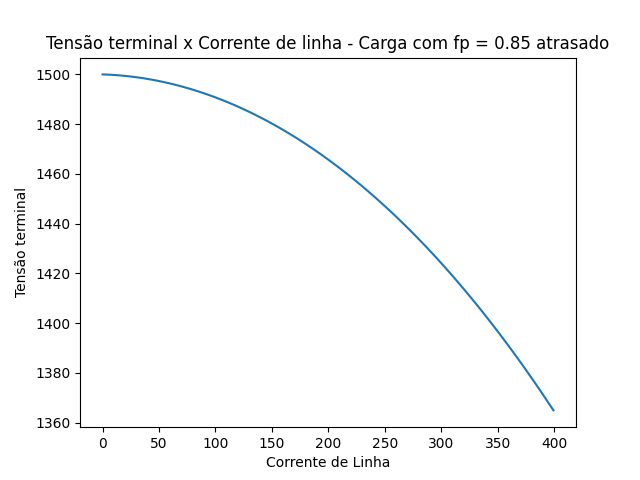 Tensão terminal x Corrente de linha - Carga com fp = 0.85 atrasado
1500
1480
1460
1440
1420
1400
1380
1360
Tensão terminal
0 50 100 150 200 250 300 350 400
Corrente de Linha